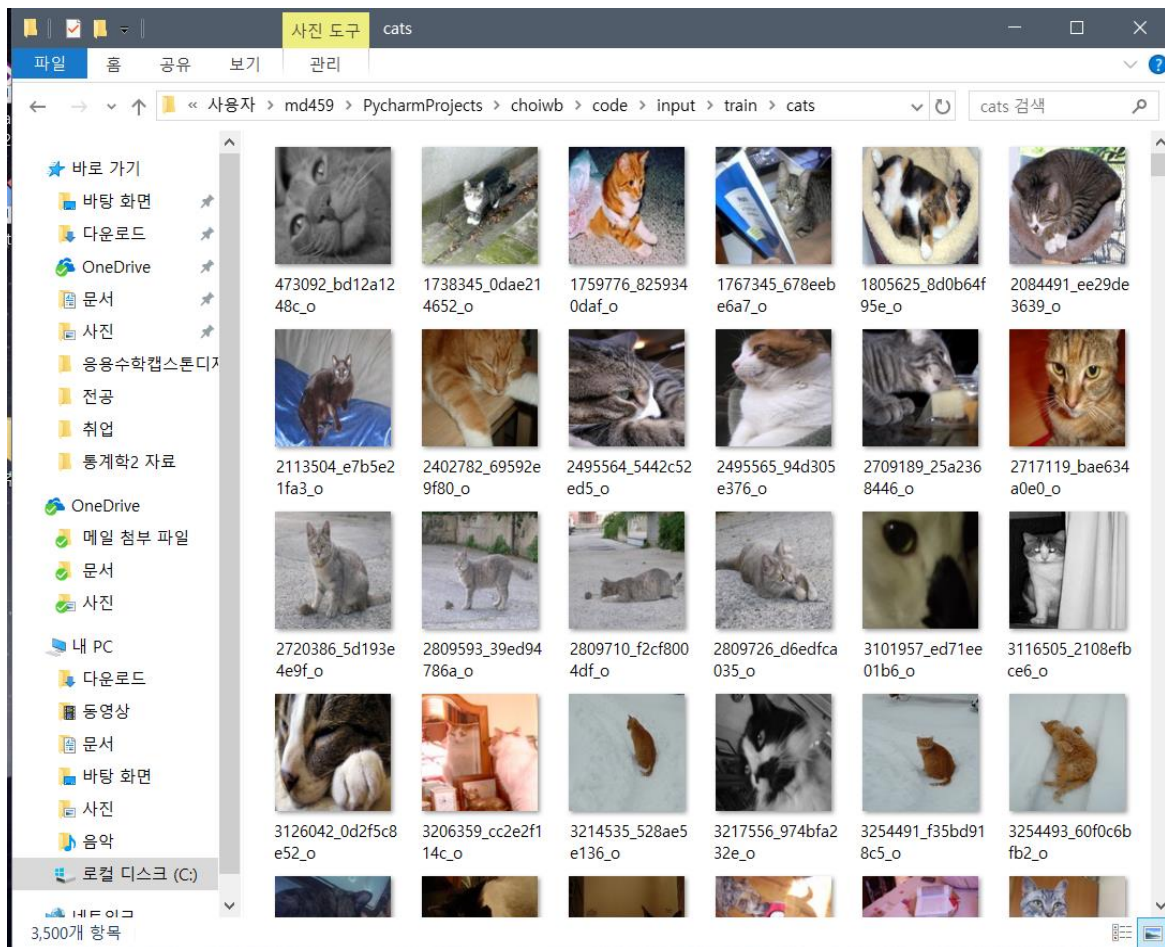 사진 도구 cats
파일 홈 공유 보기 관리
« 사용자 > md459 > PycharmProjects > choiwb > code > input > train > cats
cats 검색
바로 가기
바탕 화면
다운로드
OneDrive
문서
사진
응용수학캡스톤디자
전공
취업
통계학2 자료
OneDrive
메일 첨부 파일
문서
사진
내 PC
다운로드
동영상
문서
바탕 화면
사진
음악
로컬 디스크 (C:)
네트워크
473092_bd12a1
248c_o
1738345_0dae21
4652_o
1759776_825934
0daf_o
1767345_678eeb
e6a7_o
1805625_8d0b64f
95e_o
2084491_ee29de
3639_o
2113504_e7b5e2
1fa3_o
2402782_69592e
9f80_o
2495564_5442c52
ed5_o
2495565_94d305
e376_o
2709189_25a236
8446_o
2717119_bae634
a0e0_o
2720386_5d193e
4e9f_o
2809593_39ed94
786a_o
2809710_f2cf800
4df_o
2809726_d6edfca
035_o
3101957_ed71ee
01b6_o
3116505_2108efb
ce6_o
3126042_0d2f5c8
e52_o
3206359_cc2e2f1
14c_o
3214535_528ae5
e136_o
3217556_974bfa2
32e_o
3254491_f35bd91
8c5_o
3254493_60f0c6b
fb2_o
3,500개 항목